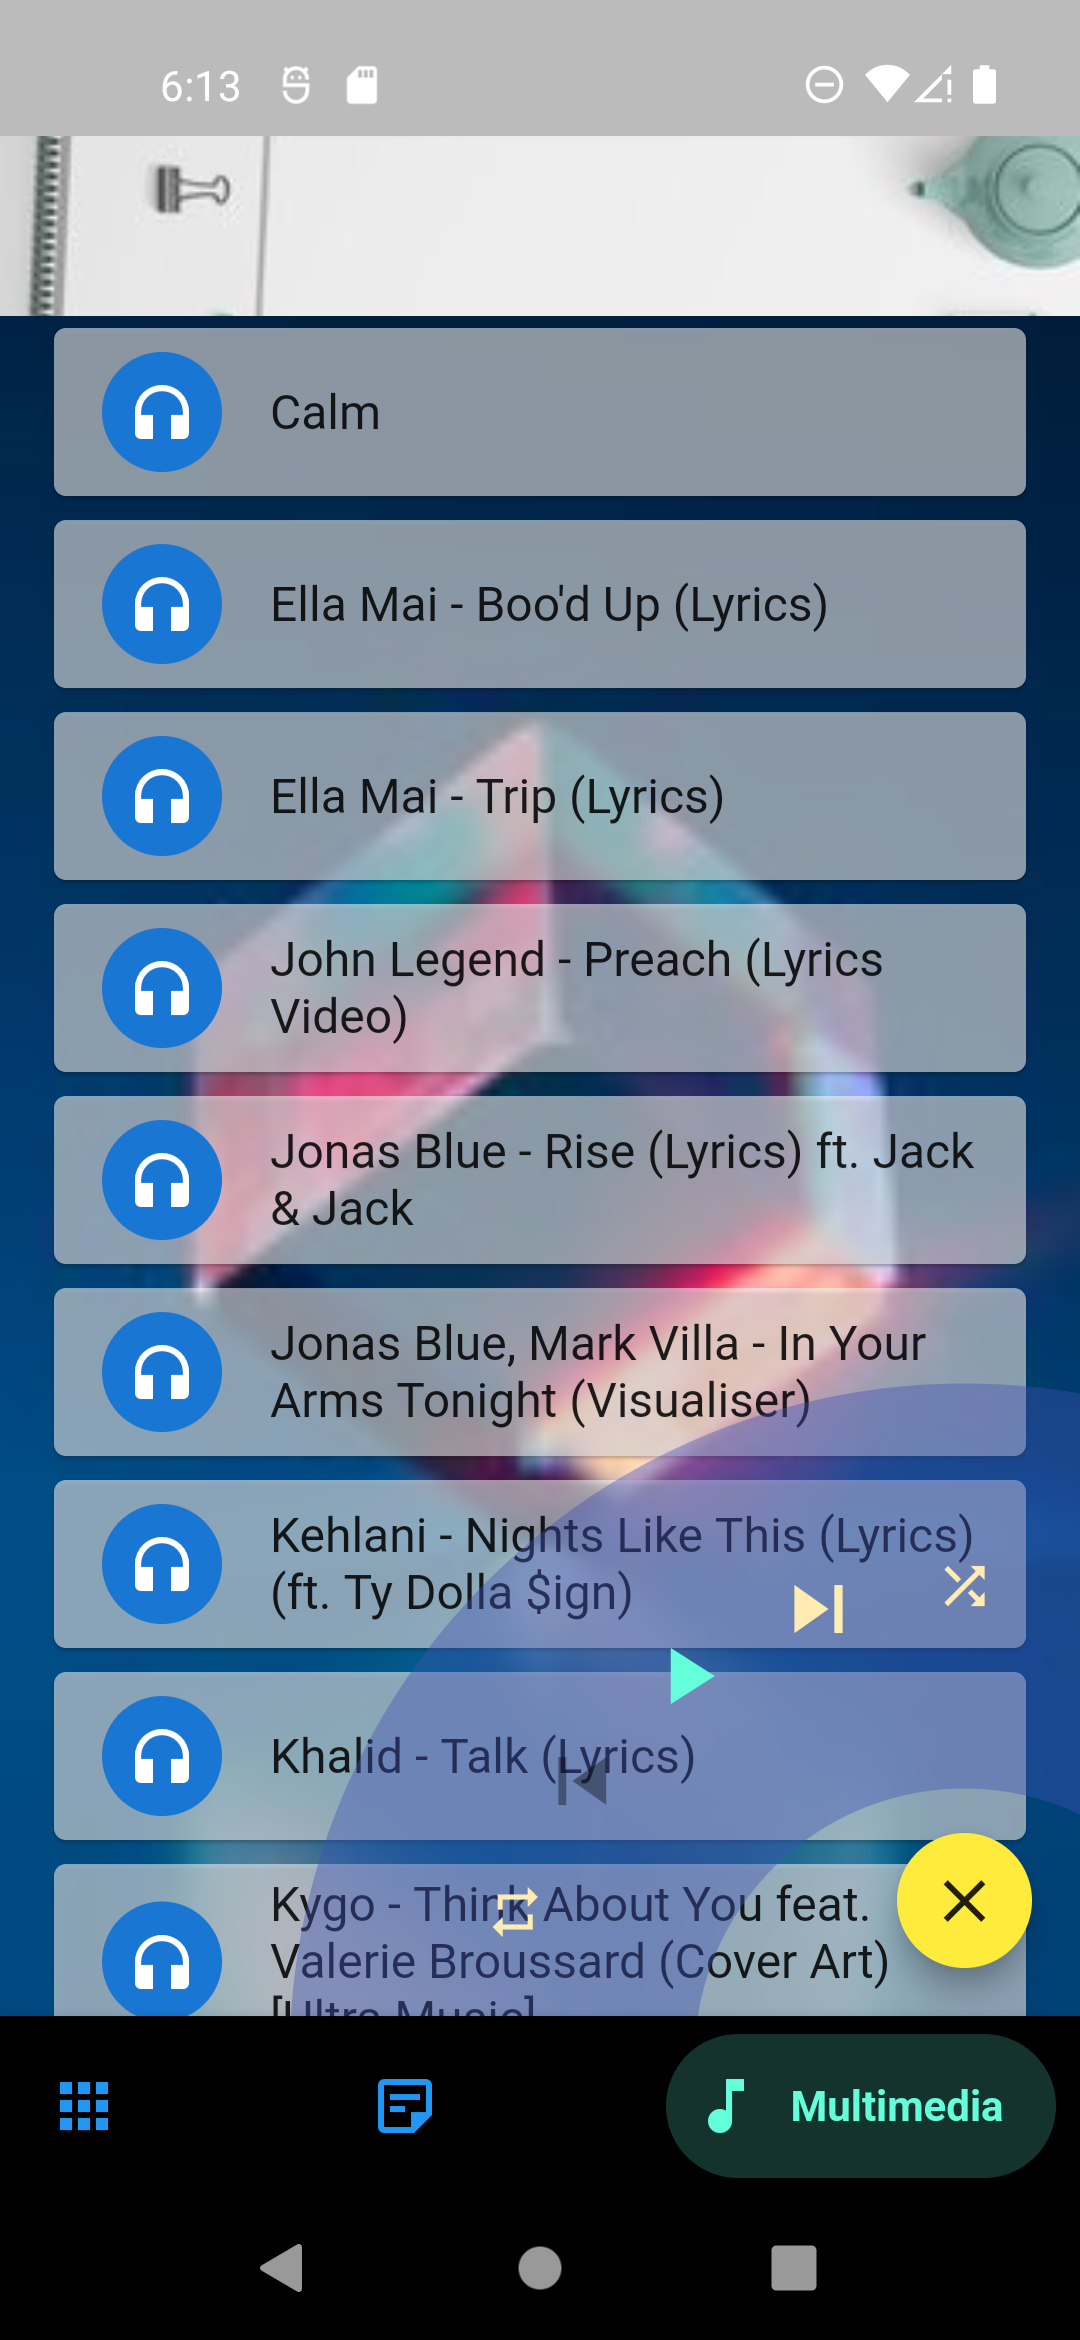 6:13
Calm
Ella Mai - Boo'd Up (Lyrics)
Ella Mai - Trip (Lyrics)
John Legend - Preach (Lyrics
Video)
Jonas Blue - Rise (Lyrics) ft. Jack
& Jack
Jonas Blue, Mark Villa - In Your
Arms Tonight (Visualiser)
Kehlani - Nights Like This (Lyrics)
(ft. Ty Dolla $ign)
Khalid - Talk (Lyrics)
Kygo - Think About You feat.
Valerie Broussard (Cover Art)
[Ultra Music]
Multimedia